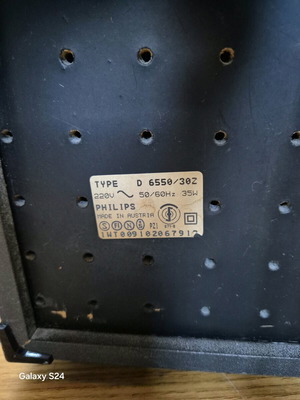 TYPE D 6550/30Z
220V ~ 50/60Hz 35W
PHILIPS
MADE IN AUSTRIA
S N
Galaxy S24